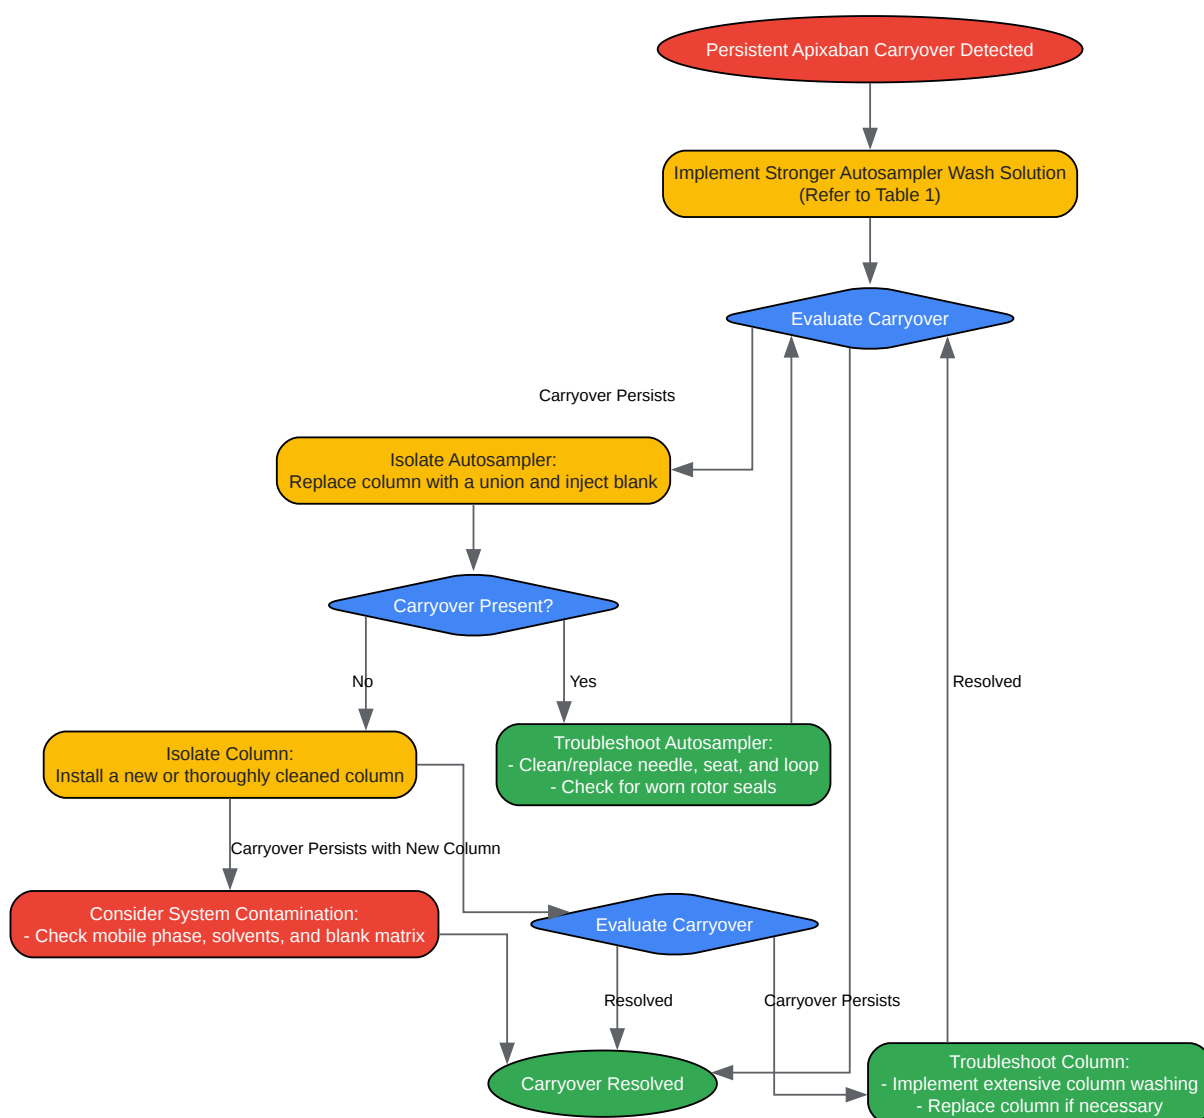 Persistent Apixaban Carryover Detected
Implement Stronger Autosampler Wash Solution
(Refer to Table 1)
Evaluate Carryover
Carryover Persists
Isolate Autosampler:
Replace column with a union and inject blank
Carryover Present?
No
Yes
Resolved
Isolate Column:
Install a new or thoroughly cleaned column
Troubleshoot Autosampler:
- Clean/replace needle, seat, and loop
- Check for worn rotor seals
Carryover Persists with New Column
Consider System Contamination:
- Check mobile phase, solvents, and blank matrix
Evaluate Carryover
Resolved
Carryover Persists
Carryover Resolved
Troubleshoot Column:
- Implement extensive column washing
- Replace column if necessary